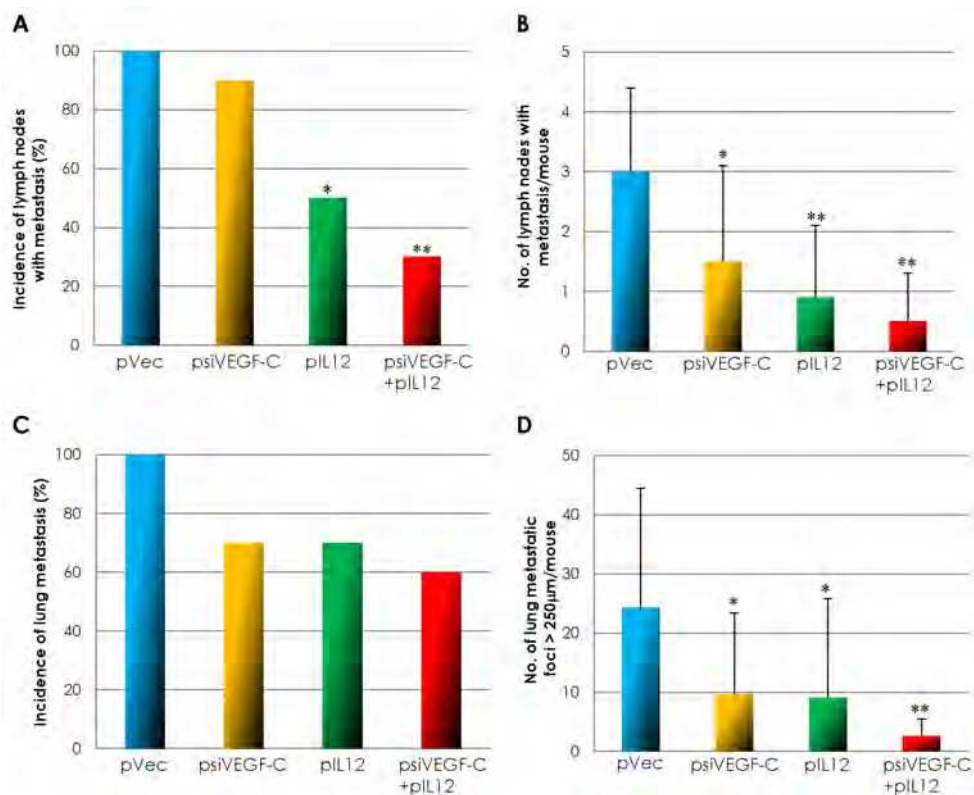 A
Incidence of lymph nodes
with metastasis (%)
100
80
60
40
20
0
*
**
pVec
psiVEGF-C
pIL12
psiVEGF-C
+pIL12
B
No. of lymph nodes with
metastasis/mouse
5
4
3
2
1
0
*
**
**
pVec
psiVEGF-C
pIL12
psiVEGF-C
+pIL12
C
Incidence of lung metastasis (%)
100
80
60
40
20
0
pVec
psiVEGF-C
pIL12
psiVEGF-C
+pIL12
D
No. of lung metastatic
foci > 250μm/mouse
50
40
30
20
10
0
*
*
**
pVec
psiVEGF-C
pIL12
psiVEGF-C
+pIL12